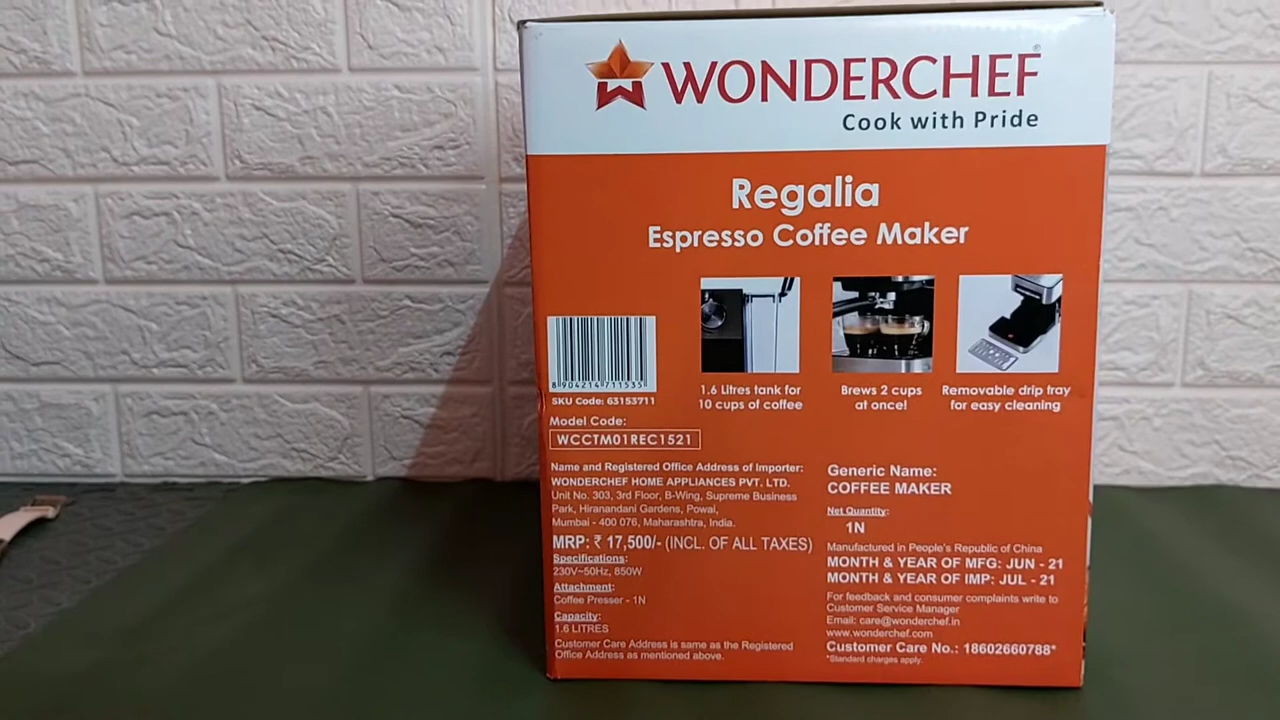 WONDERCHEF®
Cook with Pride
Regalia
Espresso Coffee Maker
1.6 Litres tank for
10 cups of coffee
Brews 2 cups
at once!
Removable drip tray
for easy cleaning
8 904214 711535
SKU Code: 63153711
Model Code:
WCCTM01REC1521
Name and Registered Office Address of Importer:
WONDERCHEF HOME APPLIANCES PVT. LTD.
Unit No. 303, 3rd Floor, B-Wing, Supreme Business
Park, Hiranandani Gardens, Powai,
Mumbai - 400 076, Maharashtra, India.
MRP: ₹ 17,500/- (INCL. OF ALL TAXES)
Specifications:
230V~50Hz, 850W
Attachment:
Coffee Presser - 1N
Capacity:
1.6 LITRES
Customer Care Address is same as the Registered
Office Address as mentioned above.
Generic Name:
COFFEE MAKER
Net Quantity:
1N
Manufactured in People's Republic of China
MONTH & YEAR OF MFG: JUN - 21
MONTH & YEAR OF IMP: JUL - 21
For feedback and consumer complaints write to
Customer Service Manager
Email: care@wonderchef.in
www.wonderchef.com
Customer Care No.: 18602660788*
*Standard charges apply.